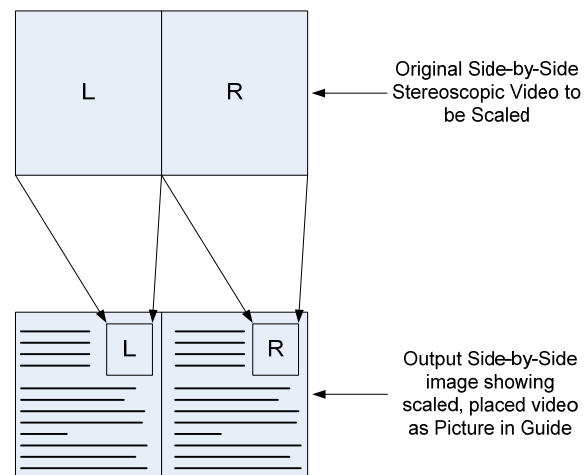 L
R
Original Side-by-Side
Stereoscopic Video to
be Scaled
L
R
Output Side-by-Side
image showing
scaled, placed video
as Picture in Guide